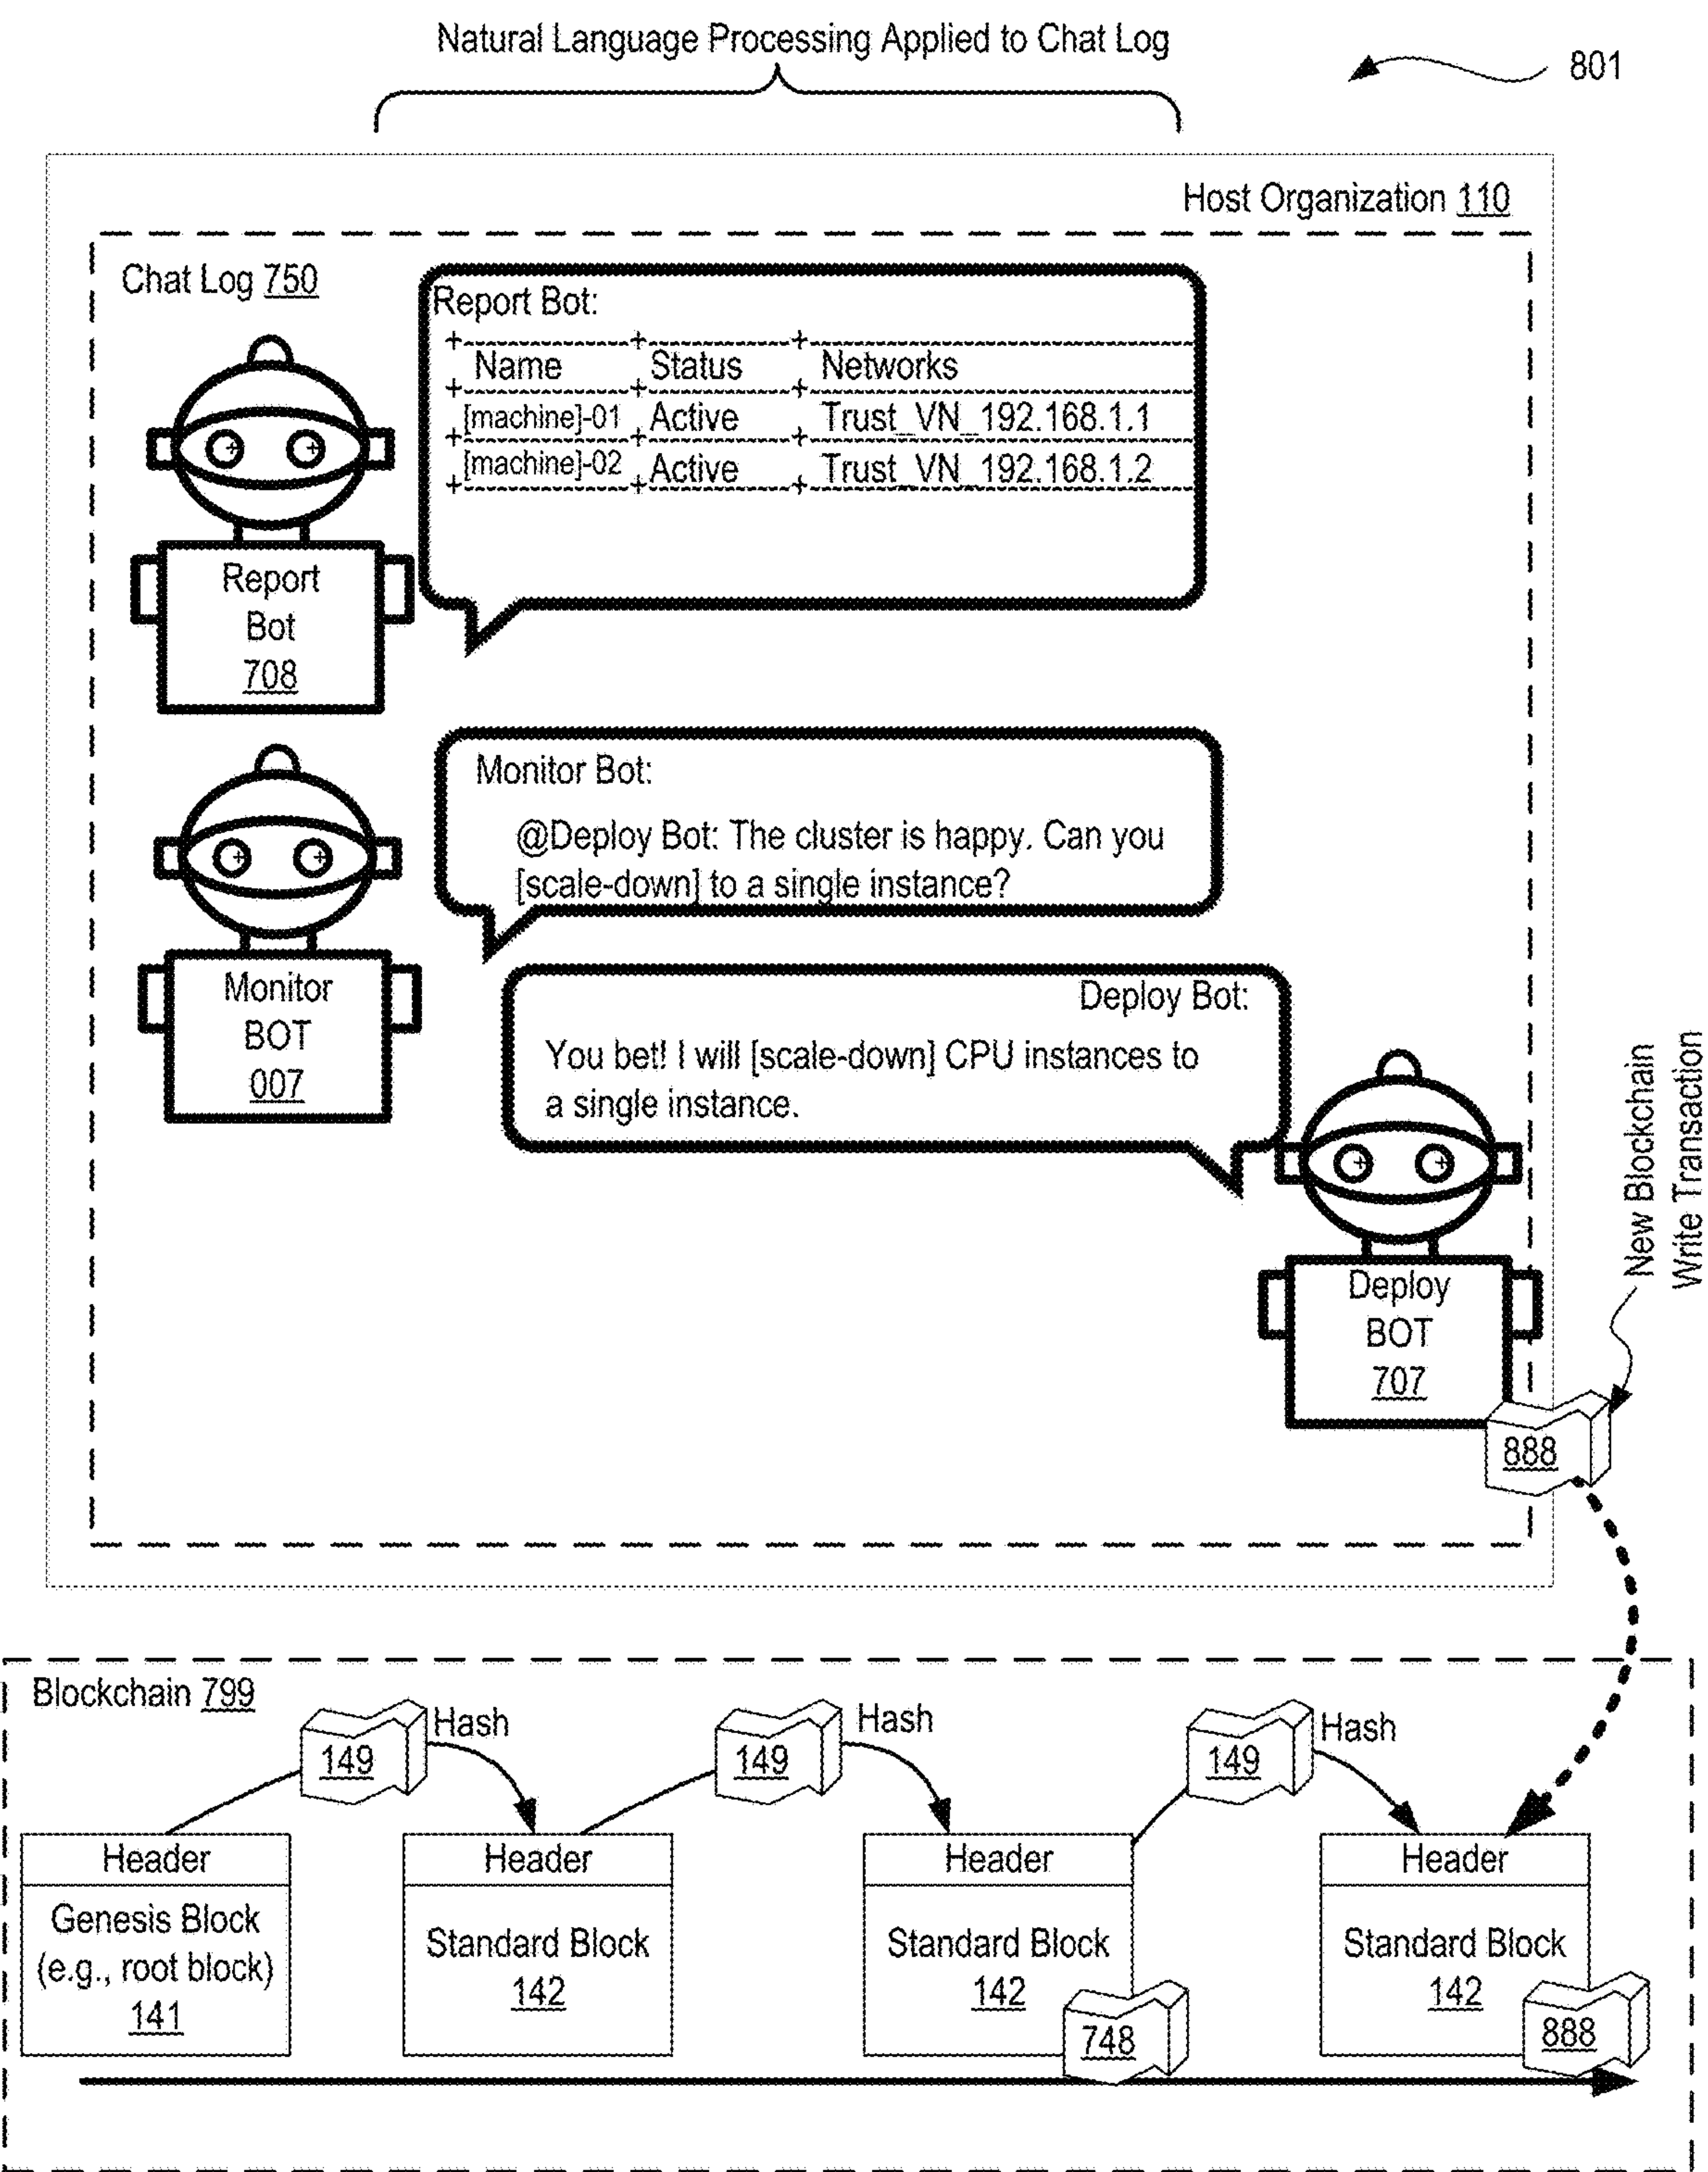 Natural Language Processing Applied to Chat Log
801
Host Organization 110
Chat Log 750
Report Bot:
Name Status Networks
[machine]-01 Active Trust_VN_192.168.1.1
[machine]-02 Active Trust_VN_192.168.1.2
Report
Bot
708
Monitor Bot:
@Deploy Bot: The cluster is happy. Can you
[scale-down] to a single instance?
Monitor
BOT
007
Deploy Bot:
You bet! I will [scale-down] CPU instances to
a single instance.
Deploy
BOT
707
New Blockchain
Write Transaction
888
Blockchain 799
149
Hash
149
Hash
149
Hash
Header
Genesis Block
(e.g., root block)
141
Header
Standard Block
142
Header
Standard Block
142
748
Header
Standard Block
142
888